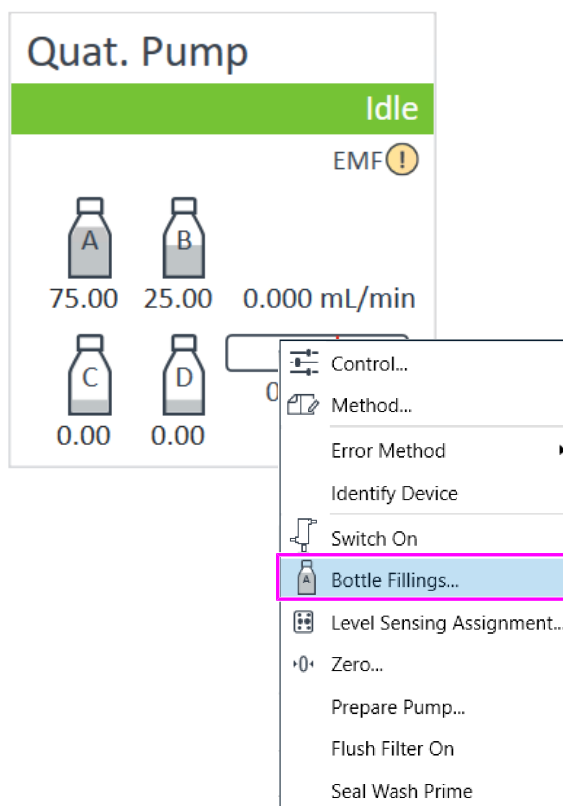 Quat. Pump
Idle
EMF
A B
75.00 25.00 0.000 mL/min
C D
0
0.00 0.00
Control...
Method...
Error Method
Identify Device
Switch On
A Bottle Fillings...
Level Sensing Assignment...
0 Zero...
Prepare Pump...
Flush Filter On
Seal Wash Prime